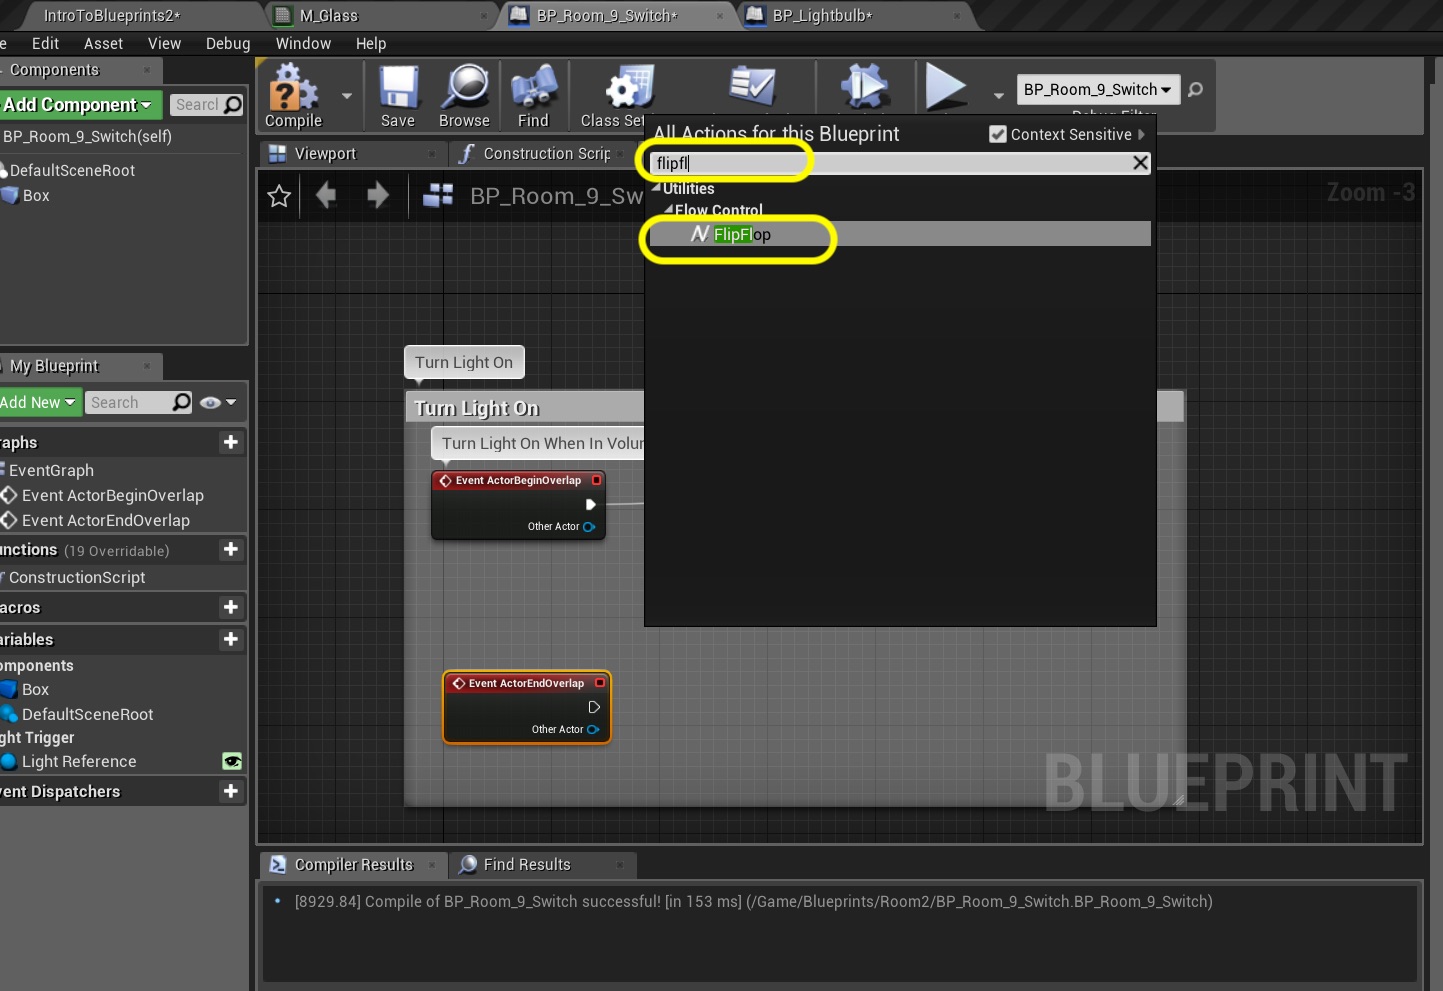 IntroToBlueprints2*
M_Glass
BP_Room_9_Switch*
BP_Lightbulb*
Edit Asset View Debug Window Help
Components
Add Component
Searcl
Compile
Save
Browse
Find
Class Set
BP_Room_9_Switch
BP_Room_9_Switch(self)
DefaultSceneRoot
Box
Viewport
Construction Scrip
All Actions for this Blueprint
Context Sensitive
flipfl
Utilities
Flow Control
FlipFlop
BP_Room_9_Sw
Zoom -3
Turn Light On
Turn Light On
Turn Light On When In Volur
Event ActorBeginOverlap
Other Actor
Event ActorEndOverlap
Other Actor
BLUEPRINT
My Blueprint
Add New
Search
raphs
EventGraph
Event ActorBeginOverlap
Event ActorEndOverlap
unctions (19 Overridable)
ConstructionScript
acros
ariables
omponents
Box
DefaultSceneRoot
ght Trigger
Light Reference
vent Dispatchers
Compiler Results
Find Results
[8929.84] Compile of BP_Room_9_Switch successful! [in 153 ms] (/Game/Blueprints/Room2/BP_Room_9_Switch.BP_Room_9_Switch)